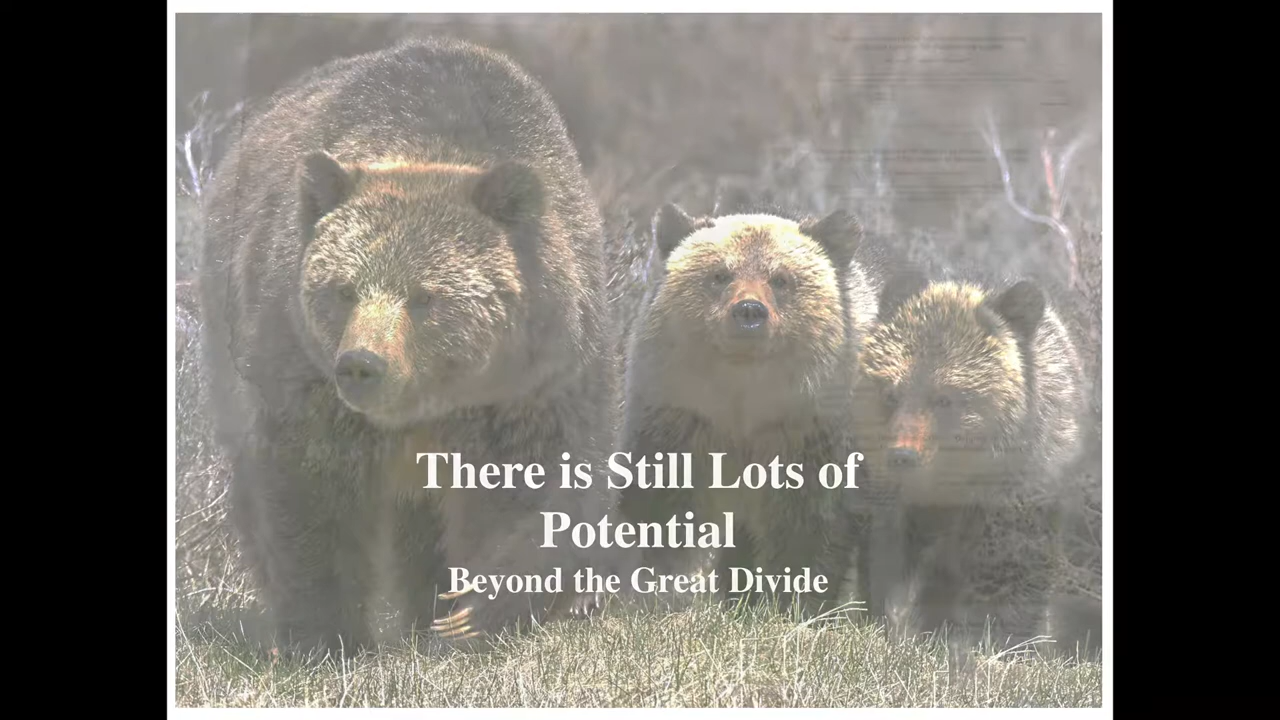 There is Still Lots of
Potential
Beyond the Great Divide